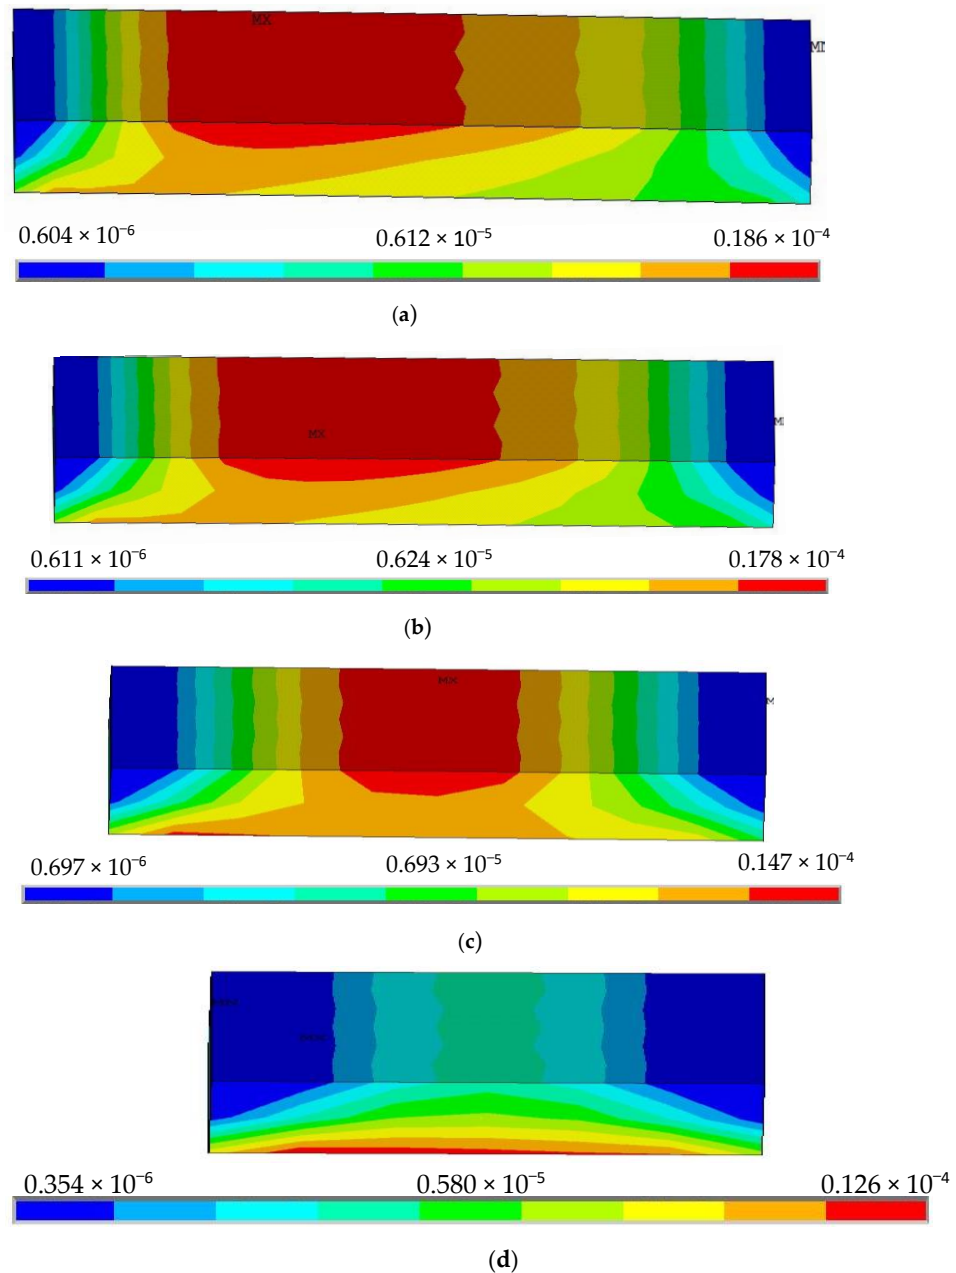 MX
0.604 × 10⁻⁶ 0.612 × 10⁻⁵ 0.186 × 10⁻⁴
(a)
MX
0.611 × 10⁻⁶ 0.624 × 10⁻⁵ 0.178 × 10⁻⁴
(b)
MX
M
0.697 × 10⁻⁶ 0.693 × 10⁻⁵ 0.147 × 10⁻⁴
(c)
0.354 × 10⁻⁶ 0.580 × 10⁻⁵ 0.126 × 10⁻⁴
(d)